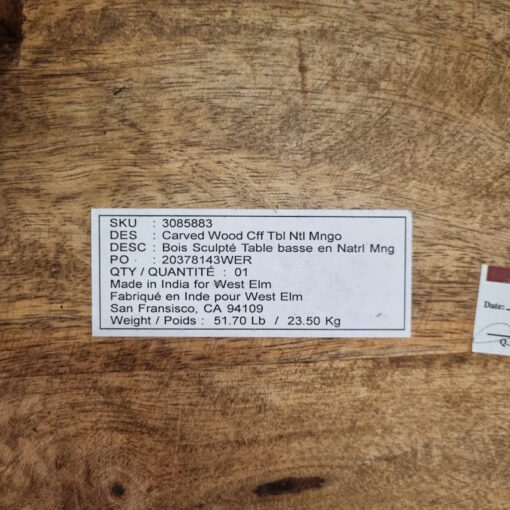 SKU : 3085883
DES : Carved Wood Cff Tbl Ntl Mngo
DESC : Bois Sculpté Table basse en Natrl Mng
PO : 20378143WER
QTY / QUANTITÉ : 01
Made in India for West Elm
Fabriqué en Inde pour West Elm
San Fransisco, CA 94109
Weight / Poids : 51.70 Lb / 23.50 Kg
Date: